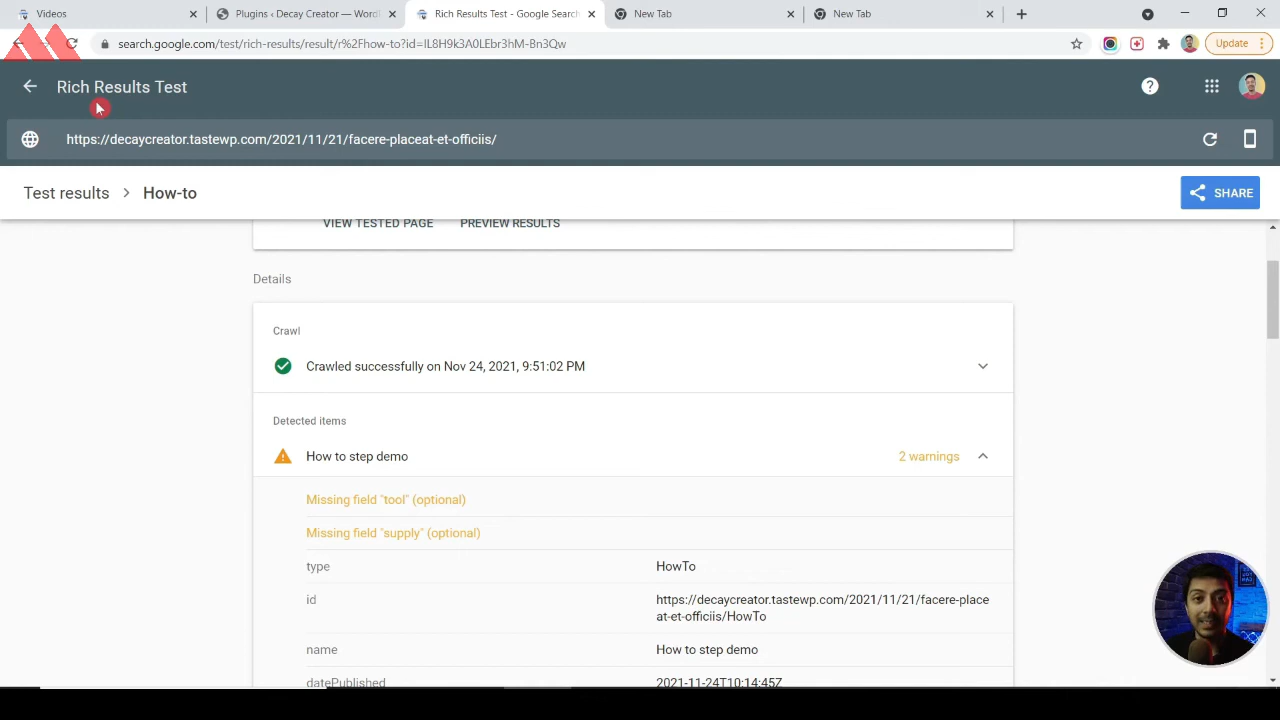 Videos
Plugins ‹ Decay Creator — Word
Rich Results Test - Google Search
New Tab
New Tab
search.google.com/test/rich-results/result/r%2Fhow-to?id=IL8H9k3A0LEbr3hM-Bn3Qw
Update
Rich Results Test
https://decaycreator.tastewp.com/2021/11/21/facere-placeat-et-officiis/
Test results > How-to
SHARE
VIEW TESTED PAGE PREVIEW RESULTS
Details
Crawl
Crawled successfully on Nov 24, 2021, 9:51:02 PM
Detected items
How to step demo 2 warnings
Missing field "tool" (optional)
Missing field "supply" (optional)
type HowTo
id https://decaycreator.tastewp.com/2021/11/21/facere-place
at-et-officiis/HowTo
name How to step demo
datePublished 2021-11-24T10:14:45Z